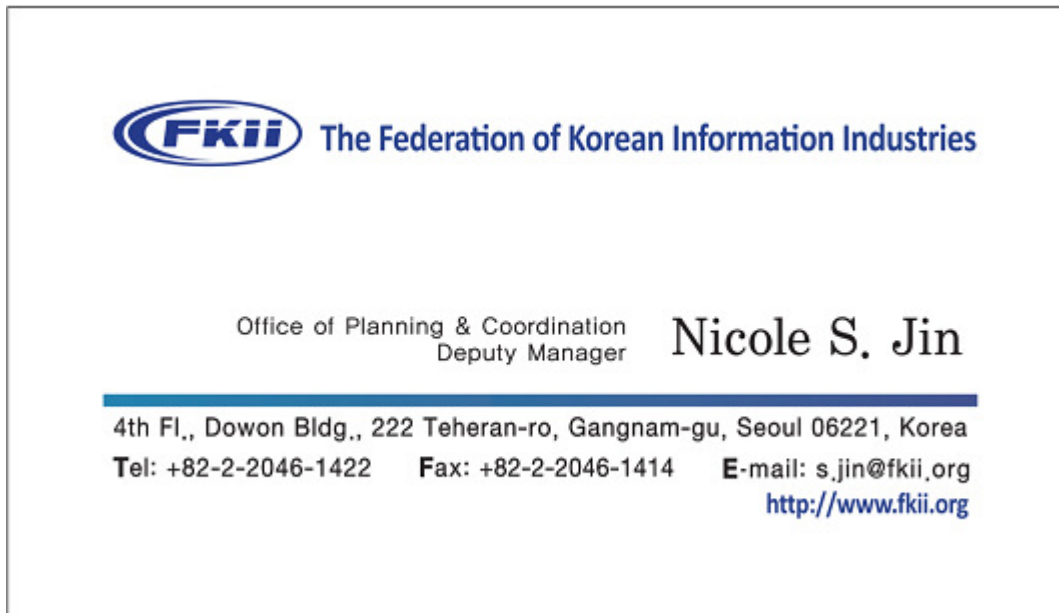 FKii The Federation of Korean Information Industries
Office of Planning & Coordination
Deputy Manager
Nicole S. Jin
4th Fl., Dowon Bldg., 222 Teheran-ro, Gangnam-gu, Seoul 06221, Korea
Tel: +82-2-2046-1422 Fax: +82-2-2046-1414 E-mail: s.jin@fkii.org
http://www.fkii.org